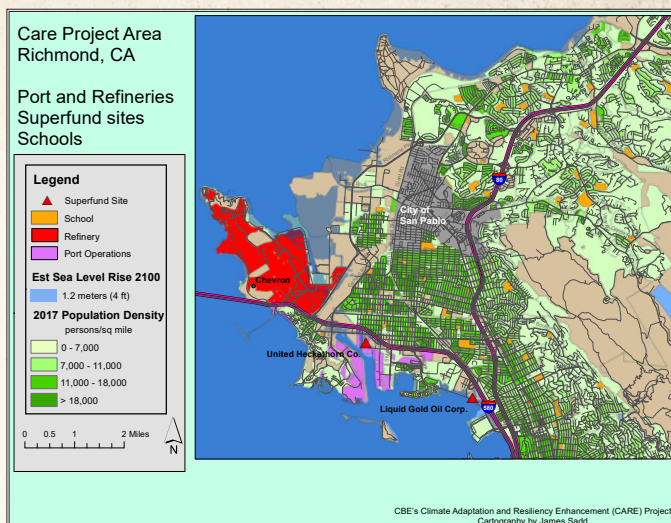 Care Project Area
Richmond, CA
Port and Refineries
Superfund sites
Schools
Legend
Superfund Site
School
Refinery
Port Operations
Est Sea Level Rise 2100
1.2 meters (4 ft)
2017 Population Density
persons/sq mile
0 - 7,000
7,000 - 11,000
11,000 - 18,000
> 18,000
0 0.5 1 2 Miles
N
80
City of
San Pablo
Chevron
United Heckathorn Co.
Liquid Gold Oil Corp.
580
CBE's Climate Adaptation and Resiliency Enhancement (CARE) Project
Cartography by James Sadd